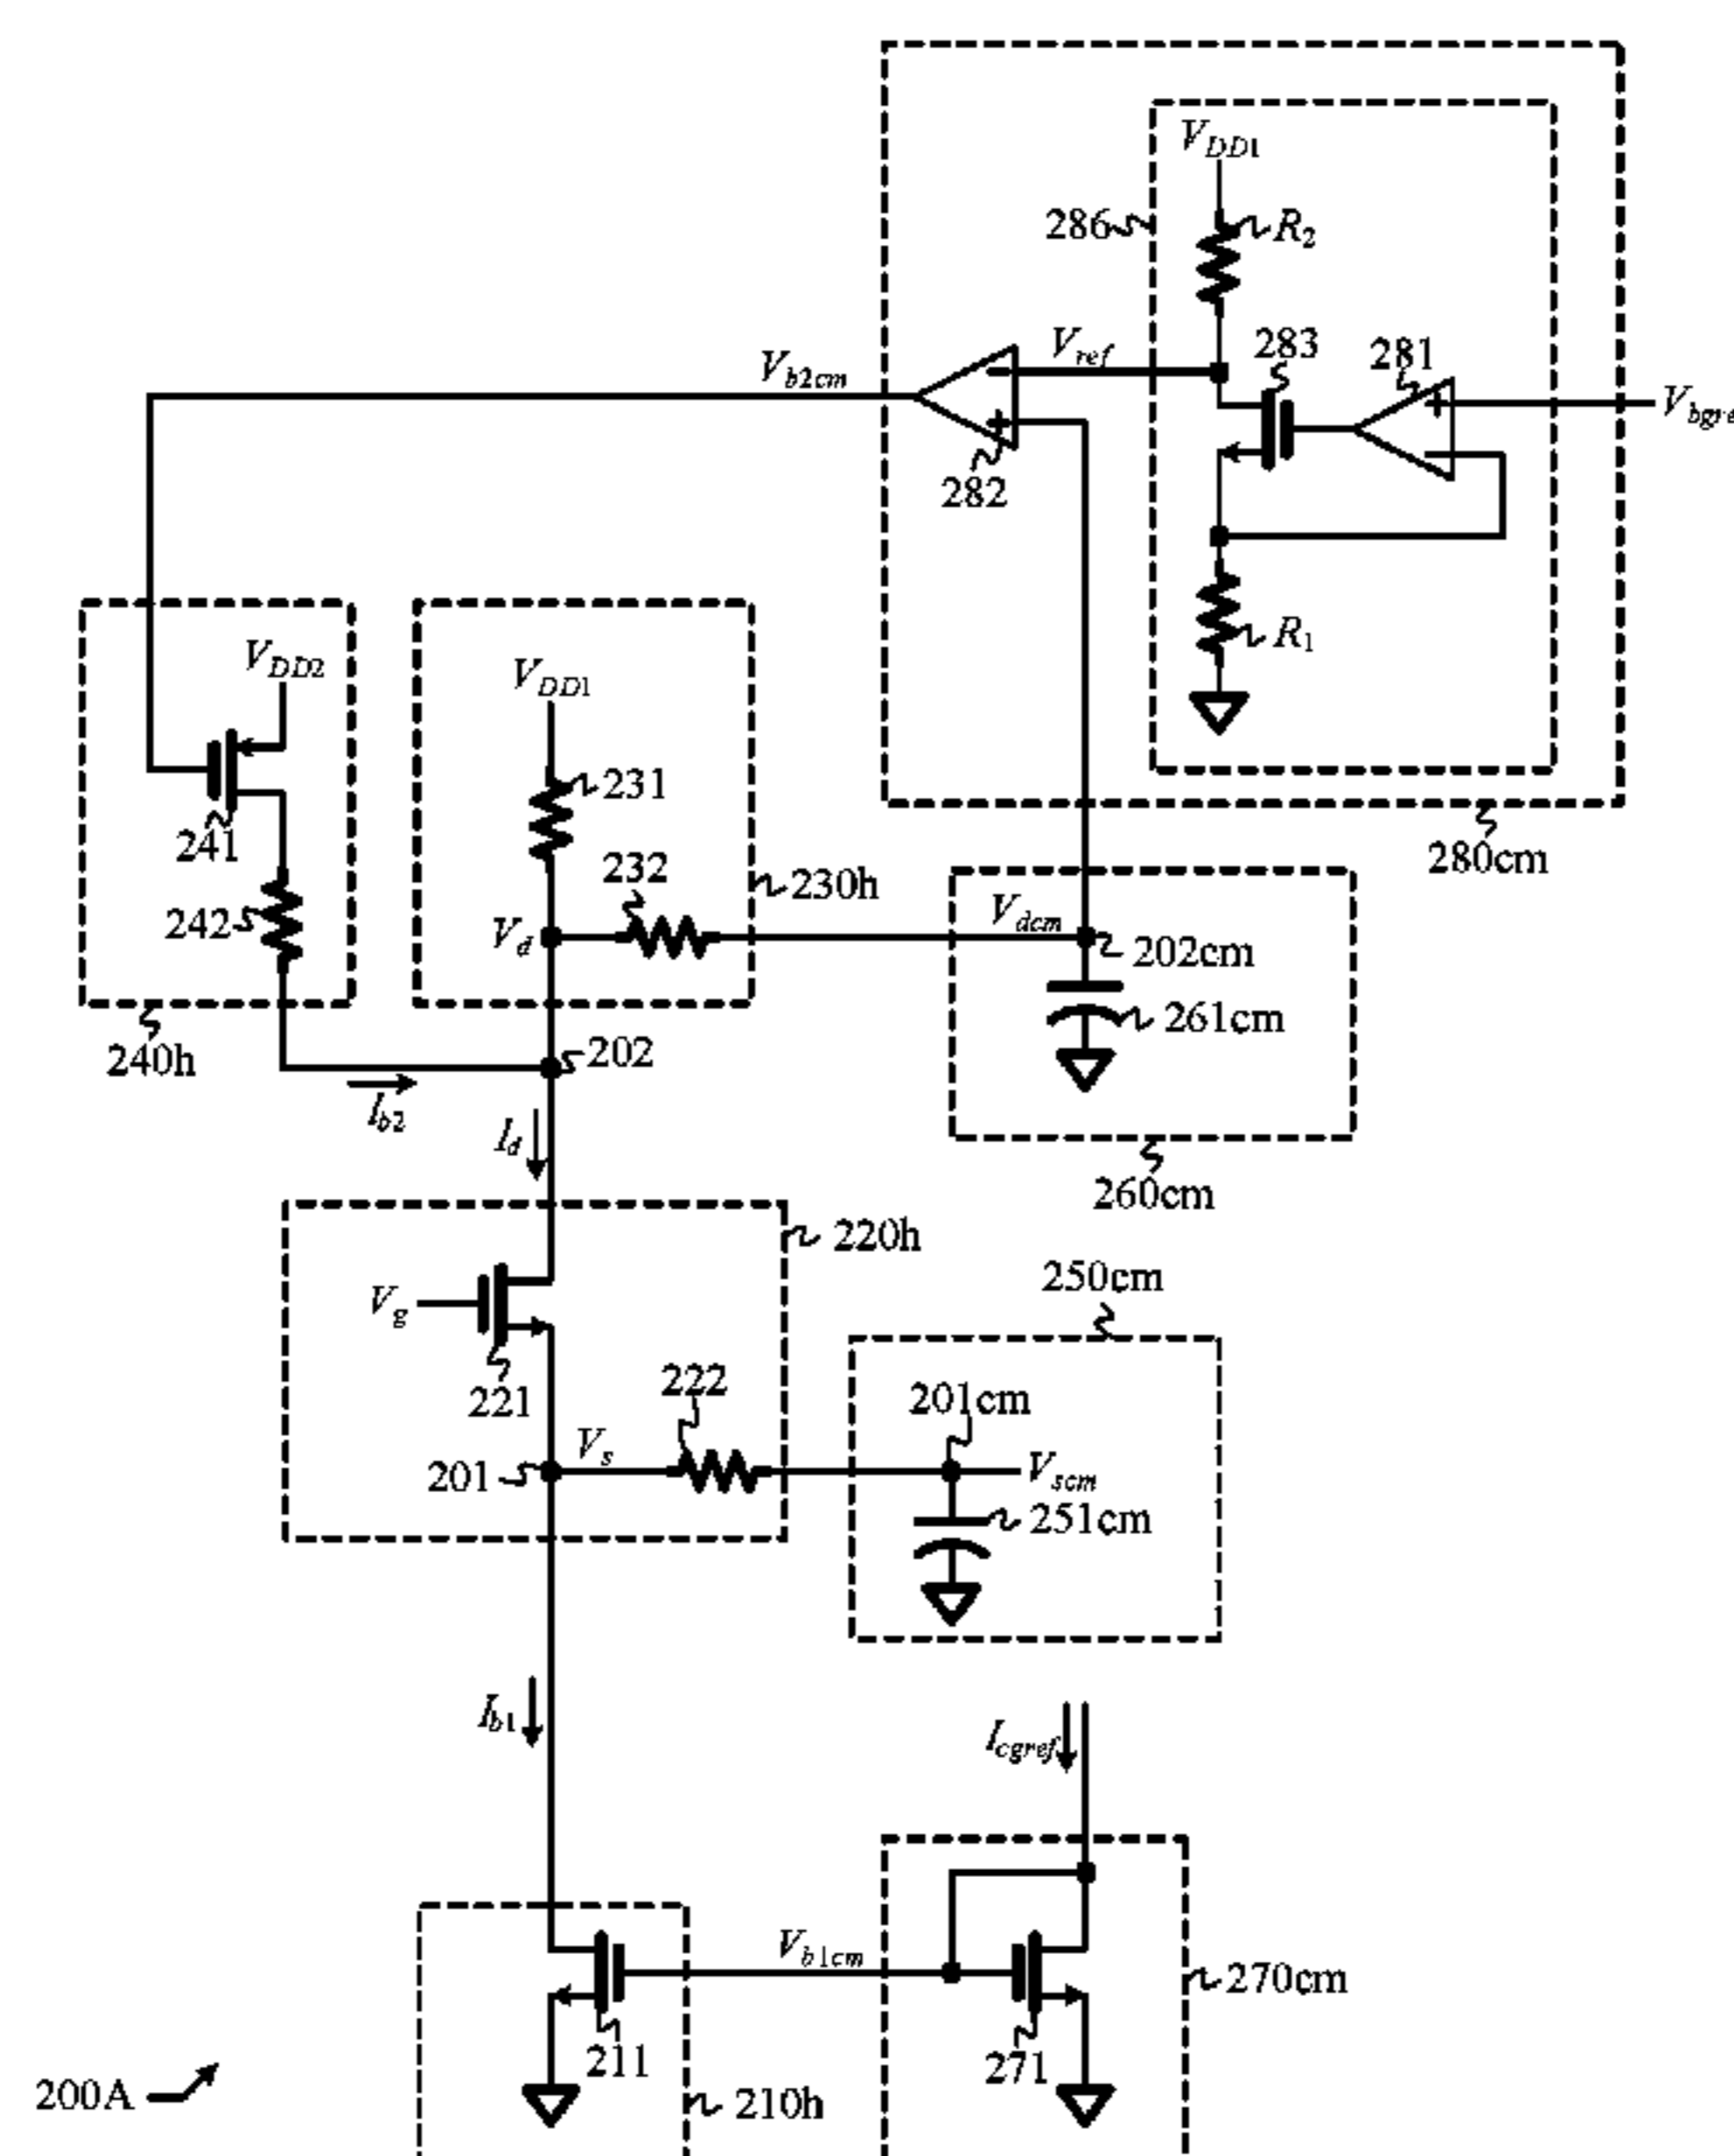 V_DD1
286
R_2
283
281
V_ref
V_b2cm
V_bgre
+
282
R_1
V_DD2
V_DD1
241
231
280cm
232
230h
242
V_d
V_dcm
202cm
261cm
240h
202
I_b2
I_d
260cm
220h
250cm
V_g
221
222
201cm
201
V_s
V_scm
251cm
I_b1
I_cgref
V_b1cm
270cm
211
271
200A
210h